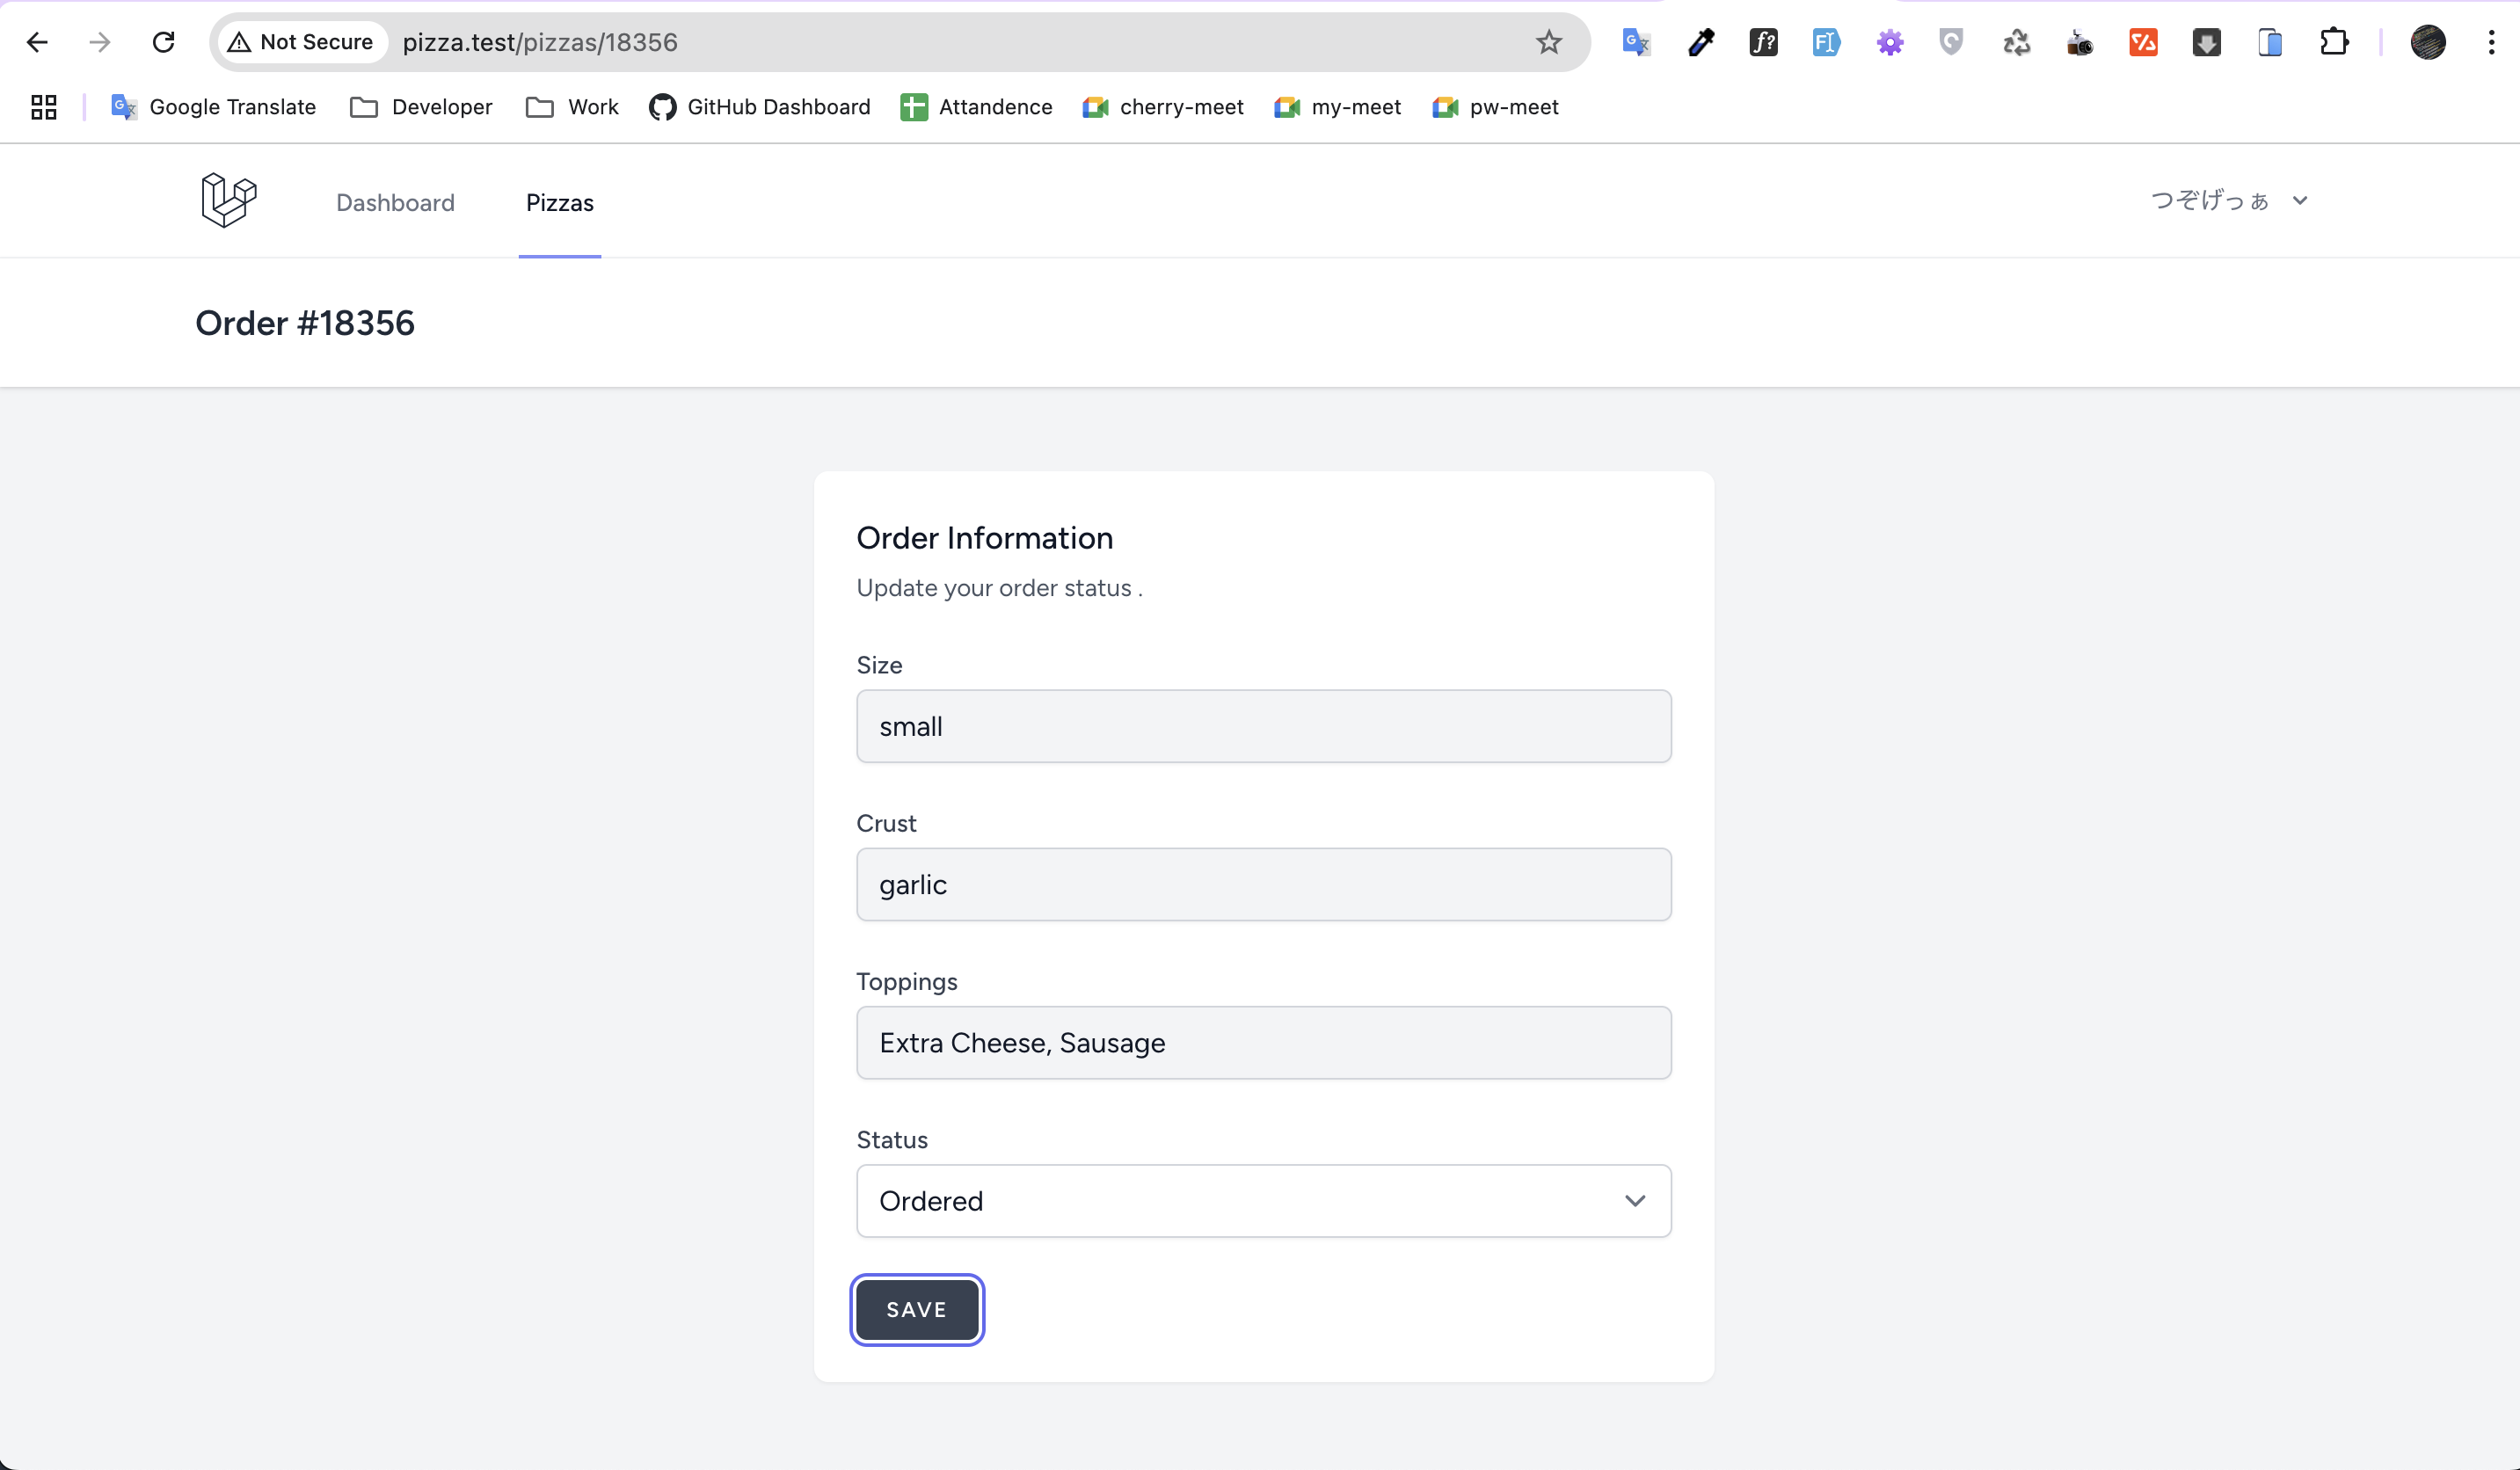 Not Secure pizza.test/pizzas/18356
Google Translate Developer Work GitHub Dashboard Attandence cherry-meet my-meet pw-meet
Dashboard Pizzas つぞげっぁ
Order #18356
Order Information
Update your order status .
Size
small
Crust
garlic
Toppings
Extra Cheese, Sausage
Status
Ordered
SAVE